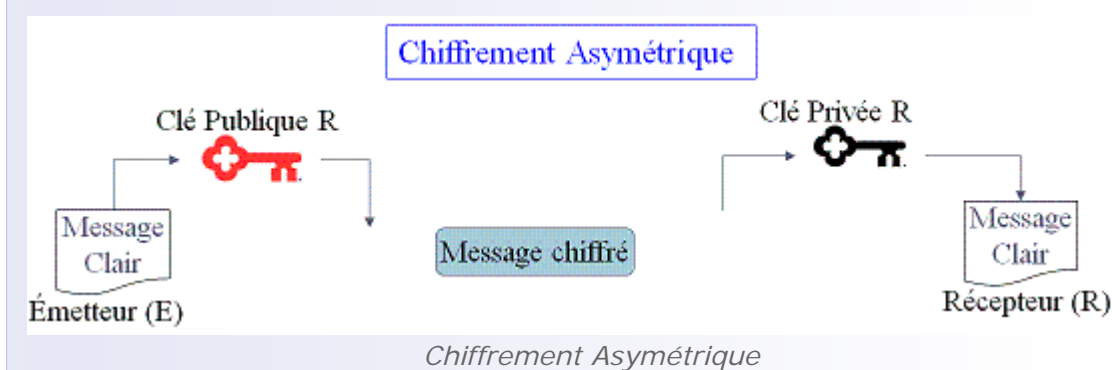 Chiffrement Asymétrique
Clé Publique R
Clé Privée R
Message
Clair
Émetteur (E)
Message chiffré
Message
Clair
Récepteur (R)
Chiffrement Asymétrique